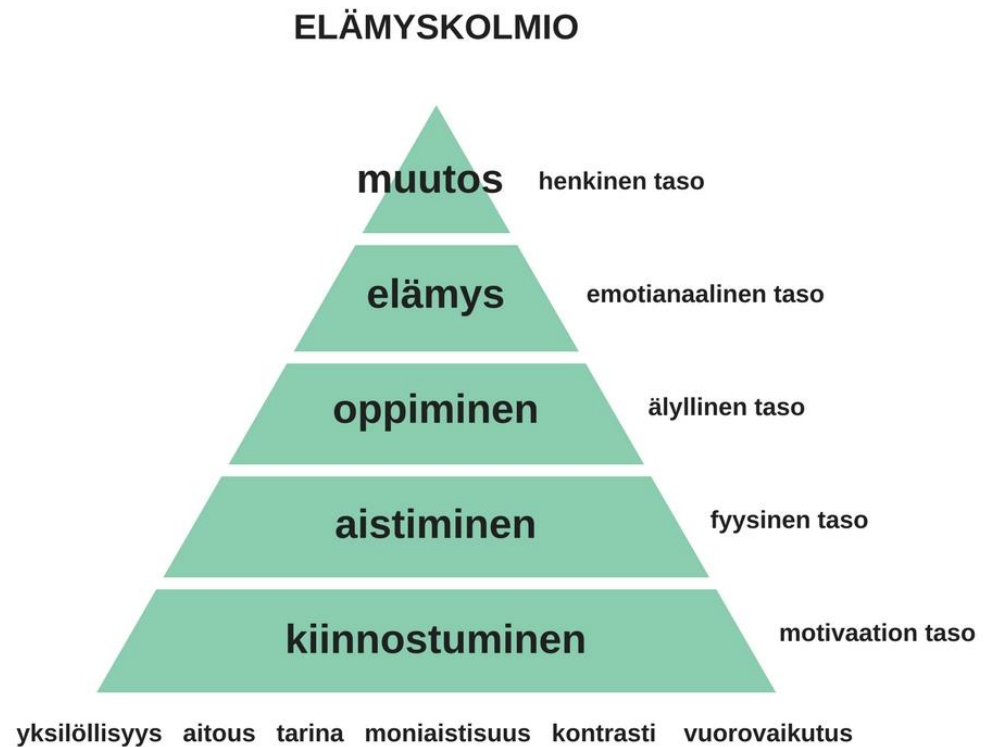 ELÄMYSKOLMIO
muutos henkinen taso
elämys emotianaalinen taso
oppiminen älyllinen taso
aistiminen fyysinen taso
kiinnostuminen motivaation taso
yksilöllisyys aitous tarina moniaistisuus kontrasti vuorovaikutus